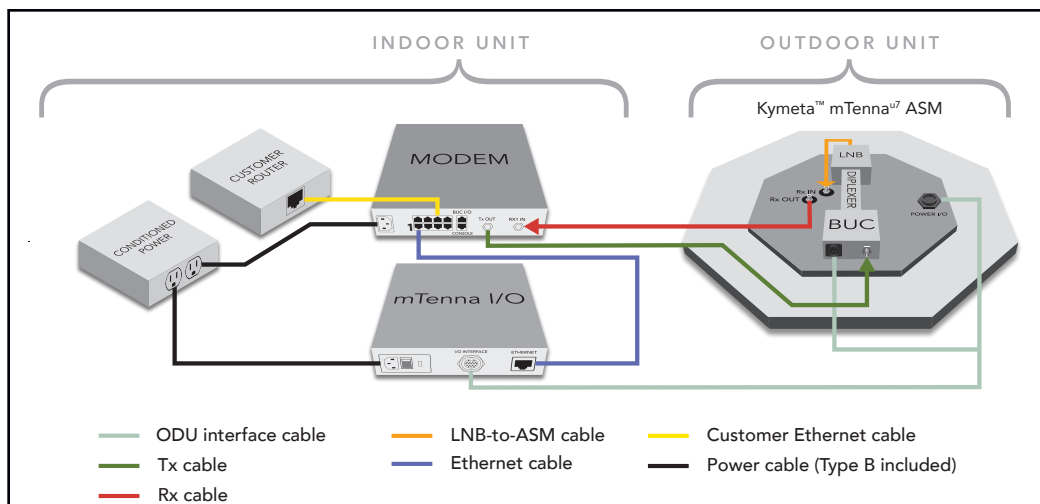 INDOOR UNIT
OUTDOOR UNIT
Kymeta™ mTennaᵘ⁷ ASM
CUSTOMER
ROUTER
MODEM
LNB
DIPLEXER
Rx IN
Rx OUT
POWER I/O
BUC
BUC I/O
Tx OUT
RX1 IN
1
CONSOLE
CONDITIONED
POWER
mTenna I/O
I/O INTERFACE
ETHERNET
ODU interface cable
LNB-to-ASM cable
Customer Ethernet cable
Tx cable
Ethernet cable
Power cable (Type B included)
Rx cable